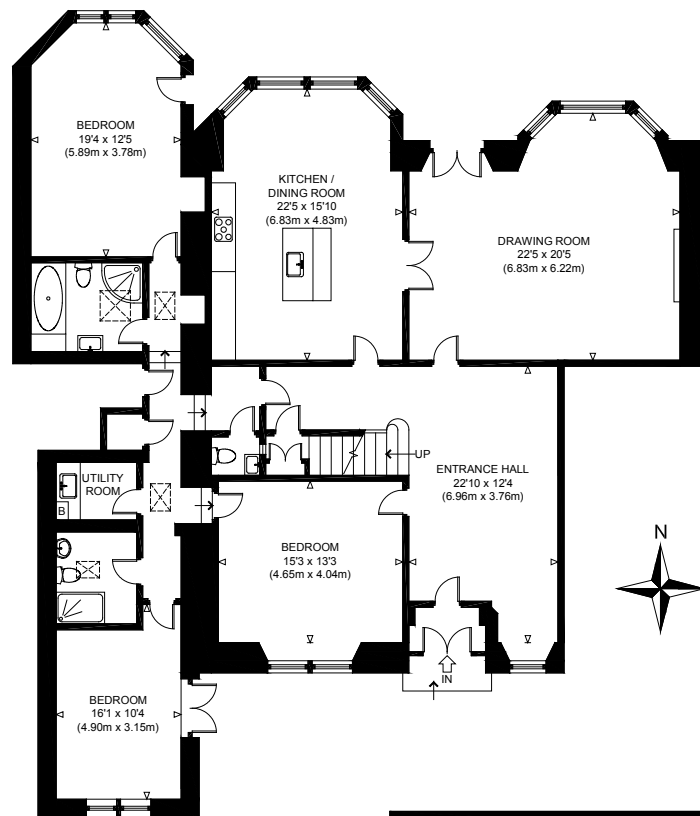 BEDROOM
19'4 x 12'5
(5.89m x 3.78m)
KITCHEN /
DINING ROOM
22'5 x 15'10
(6.83m x 4.83m)
DRAWING ROOM
22'5 x 20'5
(6.83m x 6.22m)
UP
ENTRANCE HALL
22'10 x 12'4
(6.96m x 3.76m)
UTILITY
ROOM
B
BEDROOM
15'3 x 13'3
(4.65m x 4.04m)
N
IN
BEDROOM
16'1 x 10'4
(4.90m x 3.15m)